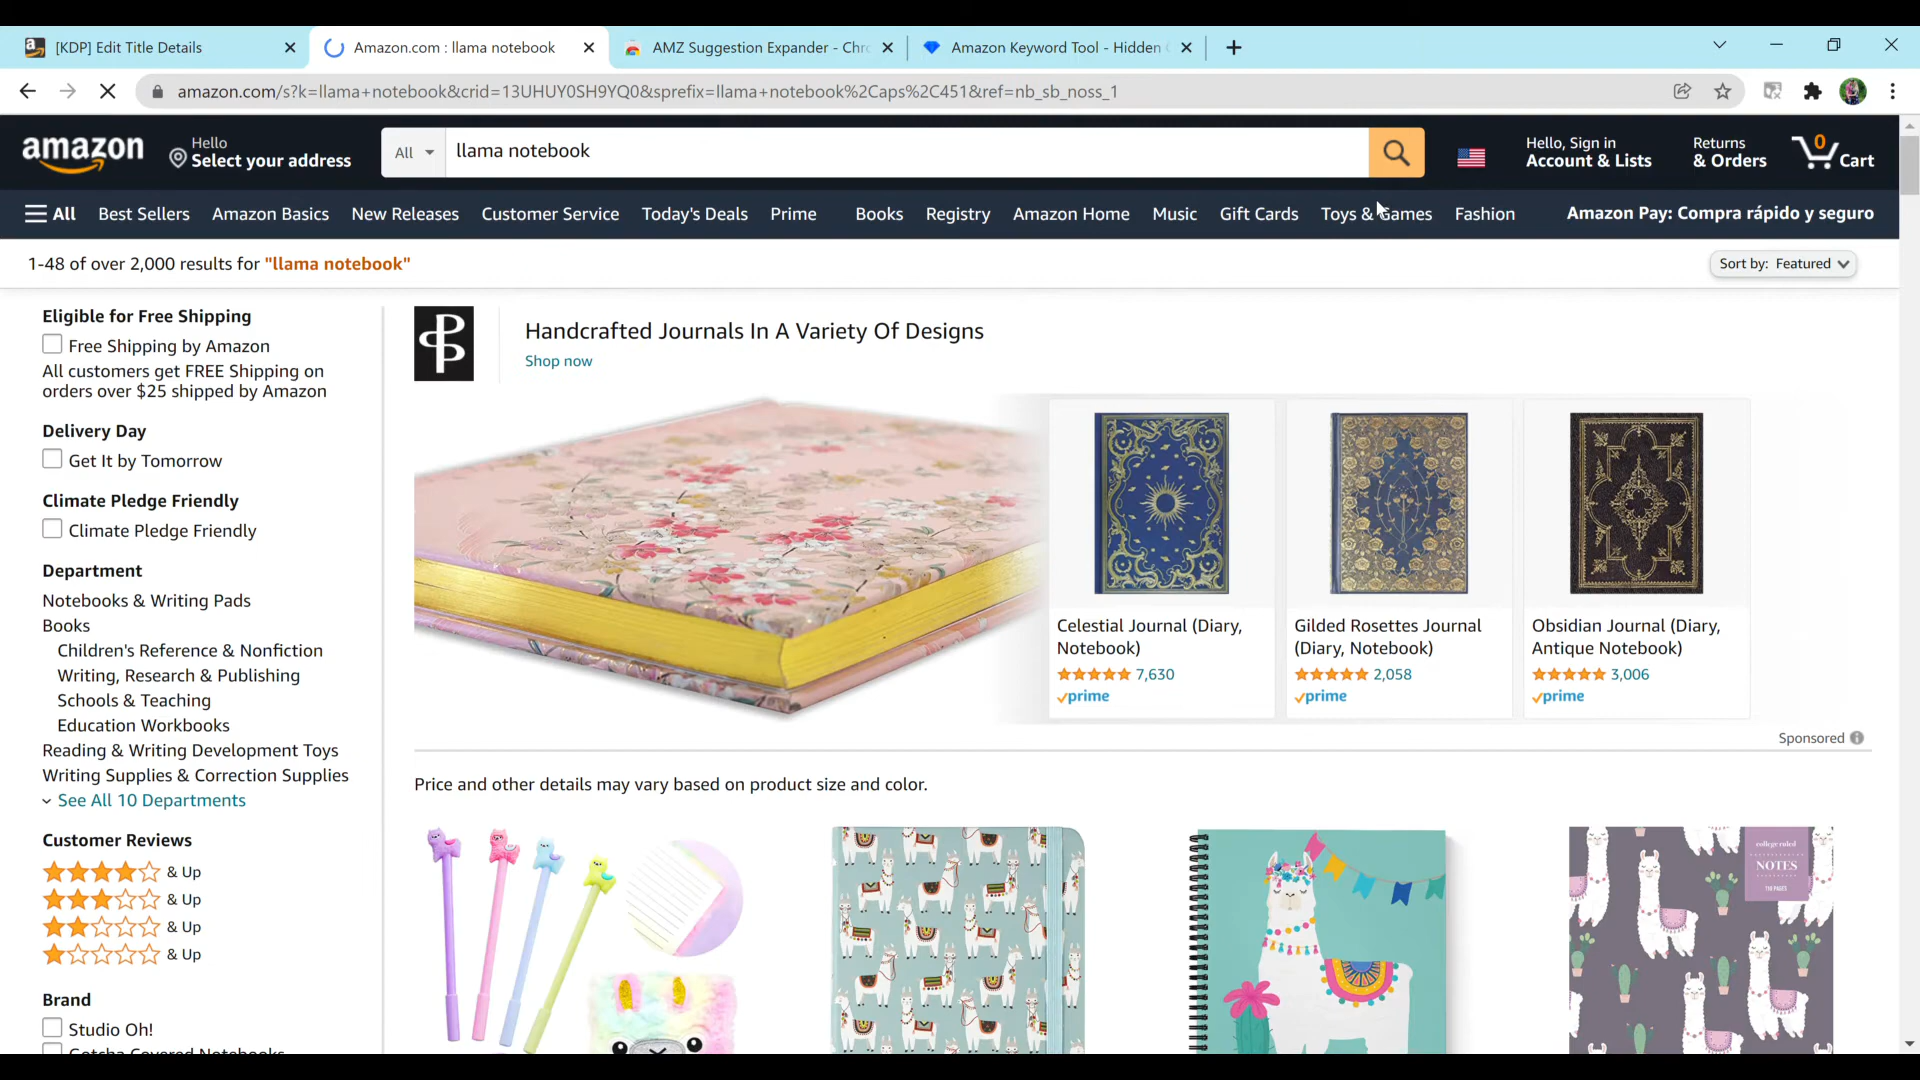 [KDP] Edit Title Details
Amazon.com : llama notebook
AMZ Suggestion Expander - Chr
Amazon Keyword Tool - Hidden
amazon.com/s?k=llama+notebook&crid=13UHUY0SH9YQ0&sprefix=llama+notebook%2Caps%2C451&ref=nb_sb_noss_1
amazon
Hello
Select your address
All
llama notebook
Hello, Sign in
Account & Lists
Returns
& Orders
0
Cart
All
Best Sellers
Amazon Basics
New Releases
Customer Service
Today's Deals
Prime
Books
Registry
Amazon Home
Music
Gift Cards
Toys & Games
Fashion
Amazon Pay: Compra rápido y seguro
1-48 of over 2,000 results for "llama notebook"
Sort by: Featured
Eligible for Free Shipping
Free Shipping by Amazon
All customers get FREE Shipping on
orders over $25 shipped by Amazon
Delivery Day
Get It by Tomorrow
Climate Pledge Friendly
Climate Pledge Friendly
Department
Notebooks & Writing Pads
Books
Children's Reference & Nonfiction
Writing, Research & Publishing
Schools & Teaching
Education Workbooks
Reading & Writing Development Toys
Writing Supplies & Correction Supplies
See All 10 Departments
Customer Reviews
& Up
& Up
& Up
& Up
Brand
Studio Oh!
Gotcha Covered Notebooks
Handcrafted Journals In A Variety Of Designs
Shop now
Celestial Journal (Diary,
Notebook)
7,630
prime
Gilded Rosettes Journal
(Diary, Notebook)
2,058
prime
Obsidian Journal (Diary,
Antique Notebook)
3,006
prime
Sponsored
Price and other details may vary based on product size and color.
college ruled
NOTES